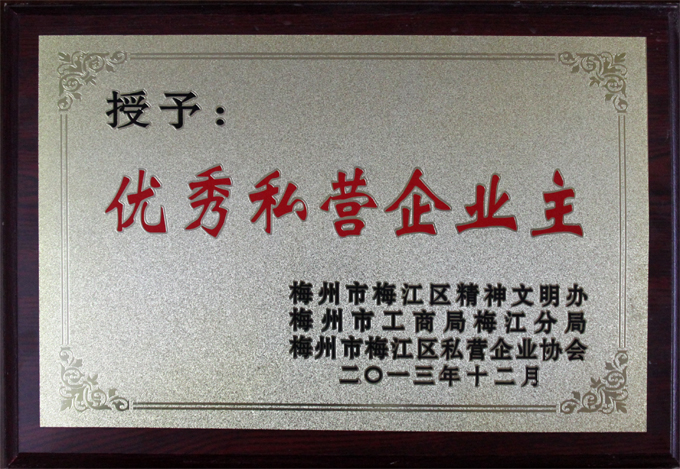 授予：
优秀私营企业主
梅州市梅江区精神文明办
梅州市工商局梅江分局
梅州市梅江区私营企业协会
二〇一三年十二月